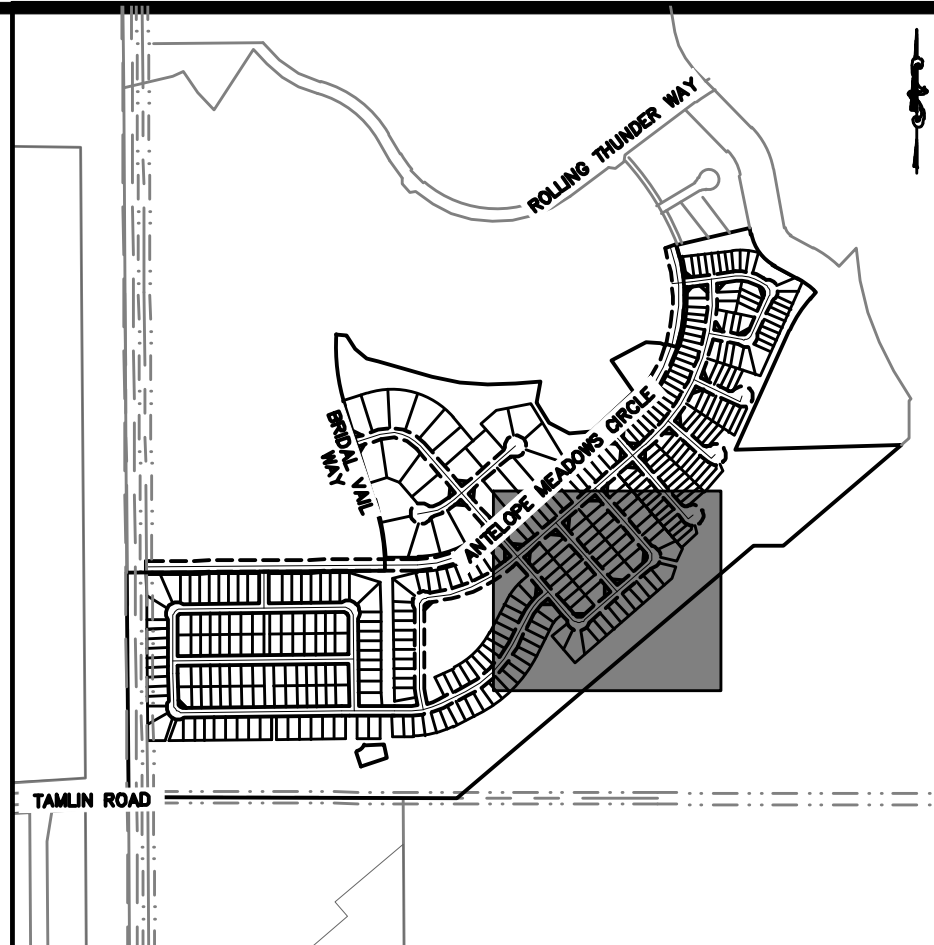 ROLLING THUNDER WAY
BRIDAL VAIL
WAY
ANTELOPE MEADOWS CIRCLE
TAMLIN ROAD